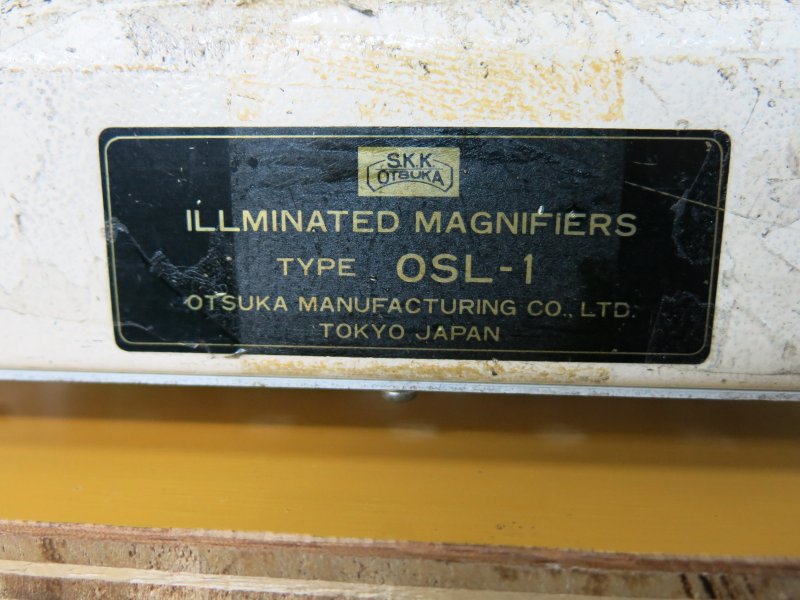 S.K.K
OTSUKA
ILLMINATED MAGNIFIERS
TYPE OSL-1
OTSUKA MANUFACTURING CO., LTD.
TOKYO JAPAN